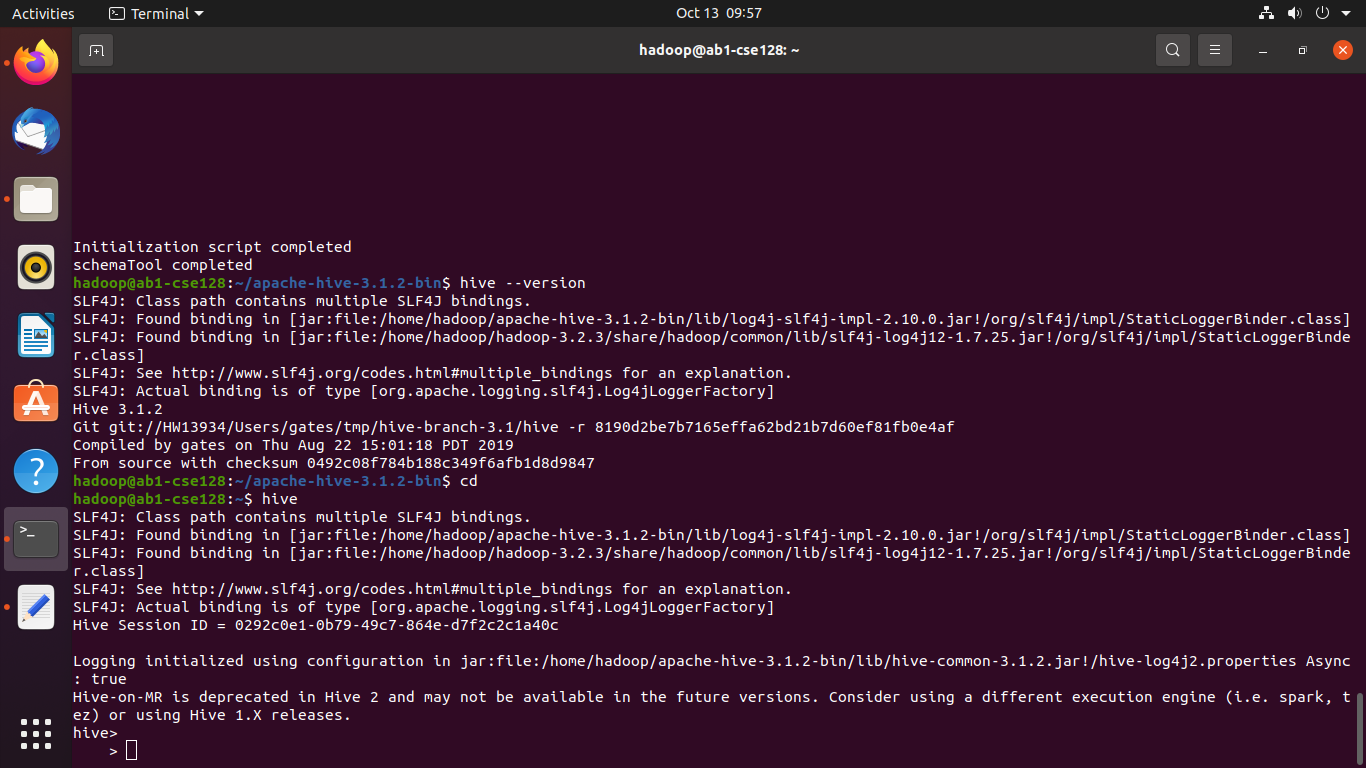 Activities
Terminal
Oct 13 09:57
hadoop@ab1-cse128: ~
Initialization script completed
schemaTool completed
hadoop@ab1-cse128:~/apache-hive-3.1.2-bin$ hive --version
SLF4J: Class path contains multiple SLF4J bindings.
SLF4J: Found binding in [jar:file:/home/hadoop/apache-hive-3.1.2-bin/lib/log4j-slf4j-impl-2.10.0.jar!/org/slf4j/impl/StaticLoggerBinder.class]
SLF4J: Found binding in [jar:file:/home/hadoop/hadoop-3.2.3/share/hadoop/common/lib/slf4j-log4j12-1.7.25.jar!/org/slf4j/impl/StaticLoggerBinde
r.class]
SLF4J: See http://www.slf4j.org/codes.html#multiple_bindings for an explanation.
SLF4J: Actual binding is of type [org.apache.logging.slf4j.Log4jLoggerFactory]
Hive 3.1.2
Git git://HW13934/Users/gates/tmp/hive-branch-3.1/hive -r 8190d2be7b7165effa62bd21b7d60ef81fb0e4af
Compiled by gates on Thu Aug 22 15:01:18 PDT 2019
From source with checksum 0492c08f784b188c349f6afb1d8d9847
hadoop@ab1-cse128:~/apache-hive-3.1.2-bin$ cd
hadoop@ab1-cse128:~$ hive
SLF4J: Class path contains multiple SLF4J bindings.
SLF4J: Found binding in [jar:file:/home/hadoop/apache-hive-3.1.2-bin/lib/log4j-slf4j-impl-2.10.0.jar!/org/slf4j/impl/StaticLoggerBinder.class]
SLF4J: Found binding in [jar:file:/home/hadoop/hadoop-3.2.3/share/hadoop/common/lib/slf4j-log4j12-1.7.25.jar!/org/slf4j/impl/StaticLoggerBinde
r.class]
SLF4J: See http://www.slf4j.org/codes.html#multiple_bindings for an explanation.
SLF4J: Actual binding is of type [org.apache.logging.slf4j.Log4jLoggerFactory]
Hive Session ID = 0292c0e1-0b79-49c7-864e-d7f2c2c1a40c
Logging initialized using configuration in jar:file:/home/hadoop/apache-hive-3.1.2-bin/lib/hive-common-3.1.2.jar!/hive-log4j2.properties Async
: true
Hive-on-MR is deprecated in Hive 2 and may not be available in the future versions. Consider using a different execution engine (i.e. spark, t
ez) or using Hive 1.X releases.
hive>
    >